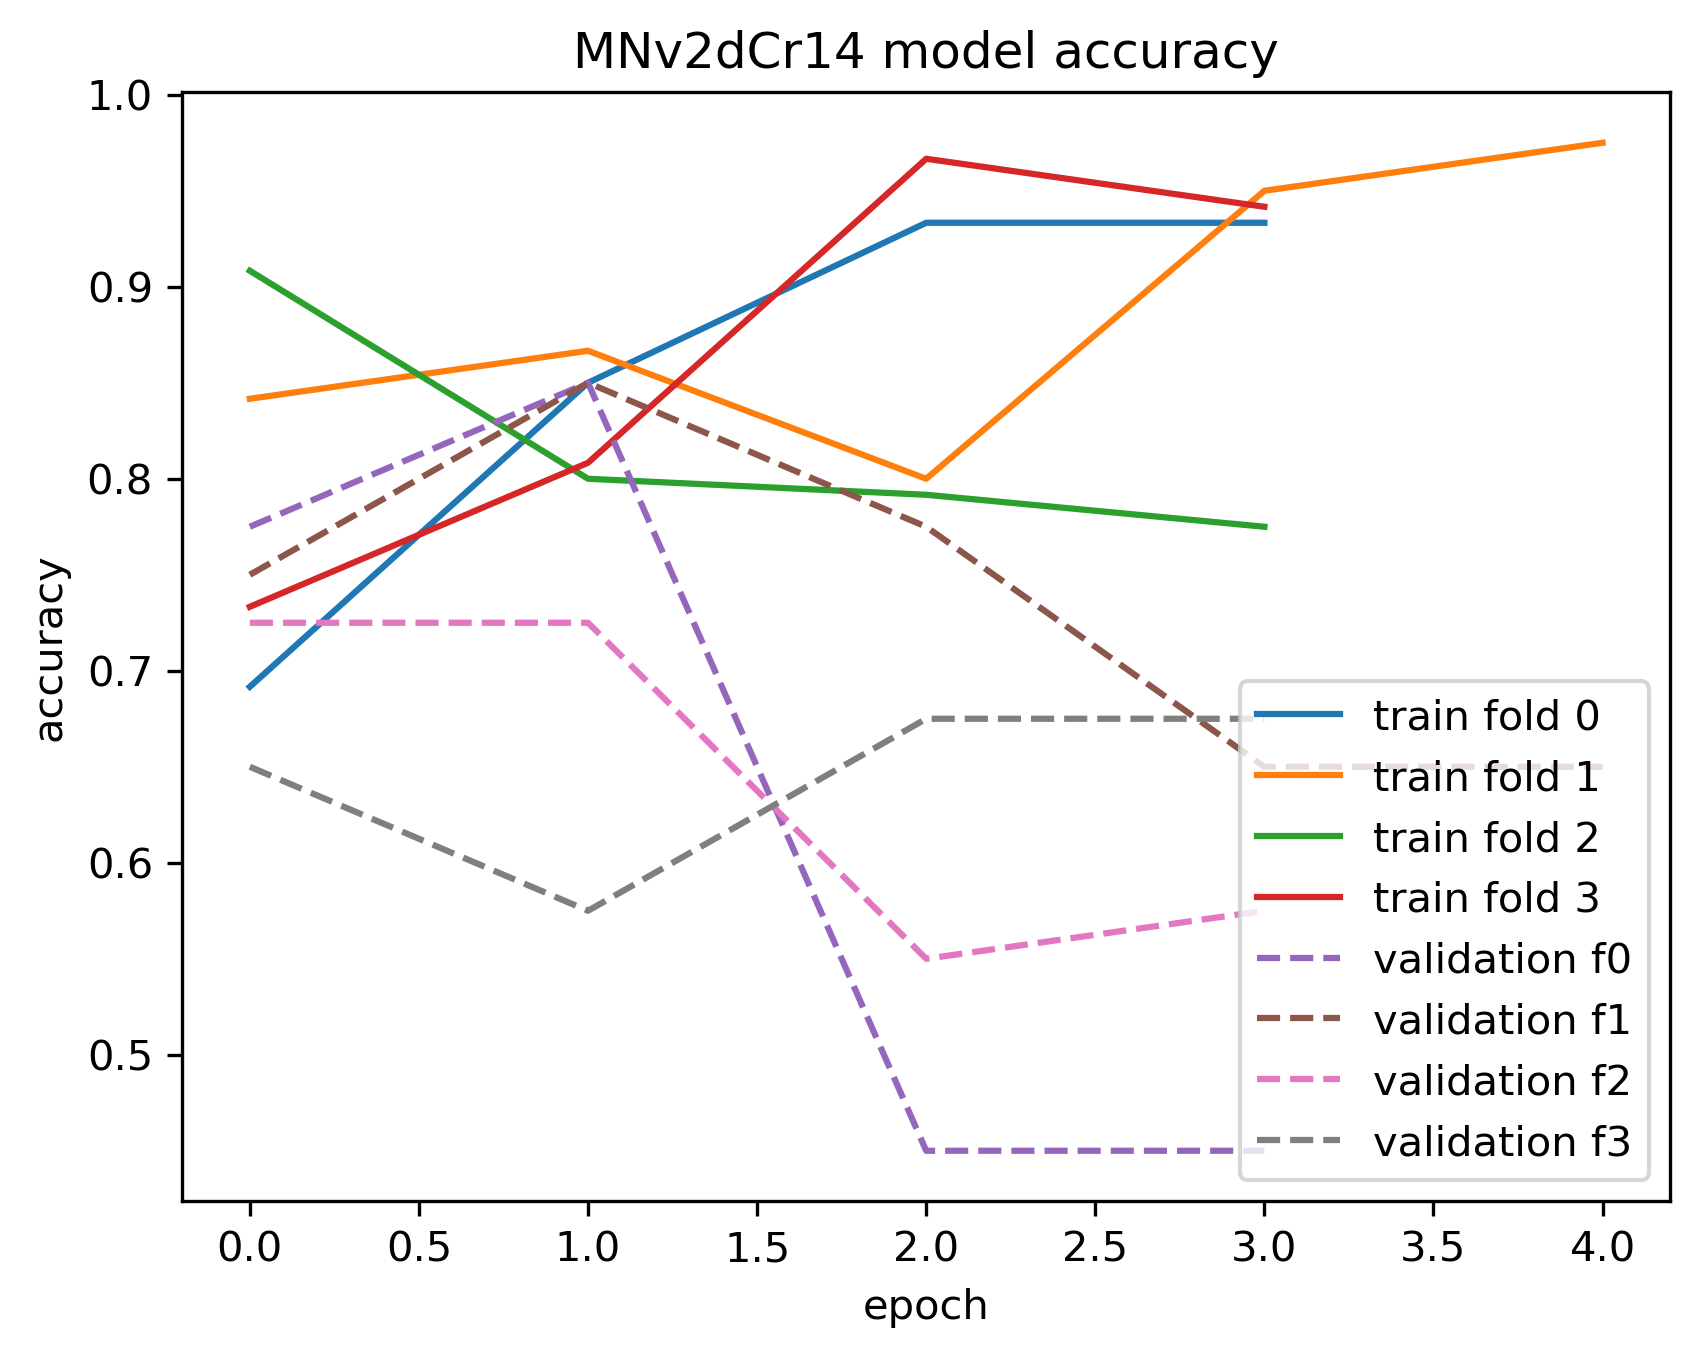 MNv2dCr14 model accuracy
1.0
0.9
0.8
0.7
0.6
0.5
accuracy
train fold 0
train fold 1
train fold 2
train fold 3
validation f0
validation f1
validation f2
validation f3
0.0 0.5 1.0 1.5 2.0 2.5 3.0 3.5 4.0
epoch